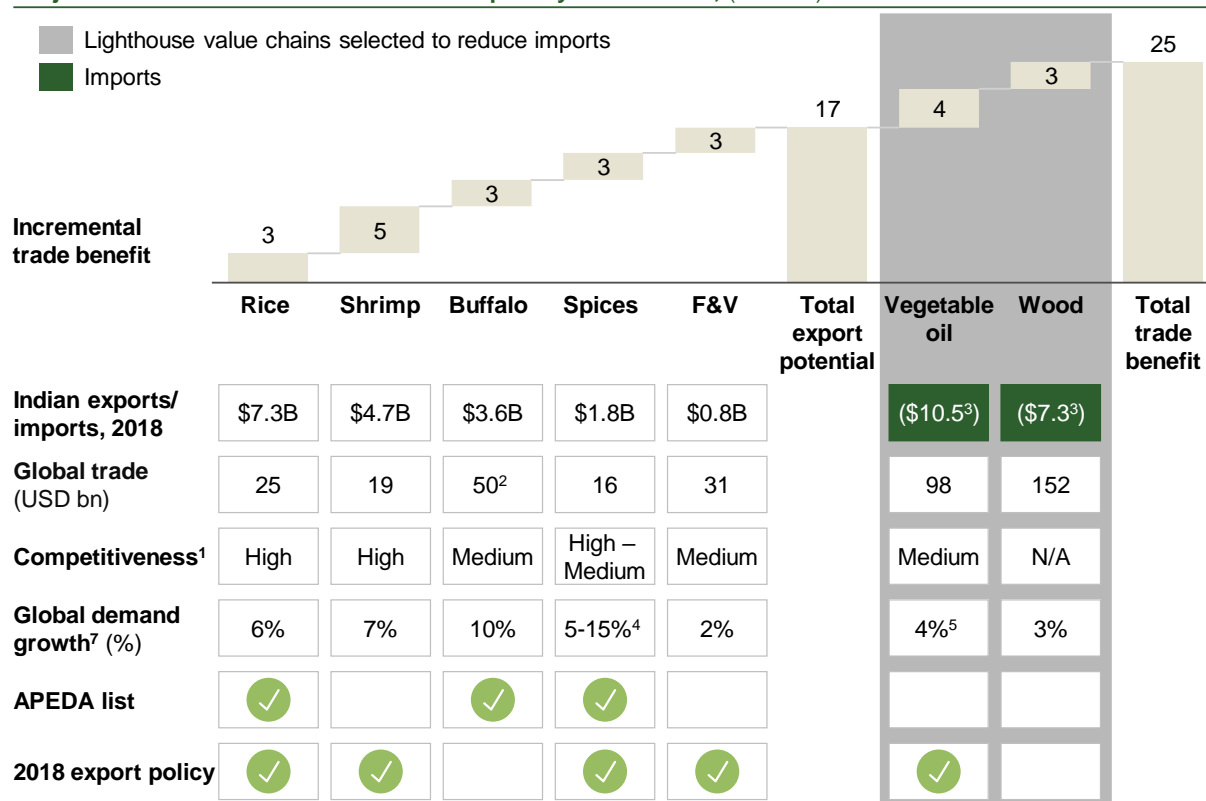 Lighthouse value chains selected to reduce imports
Imports
25
3
17
4
3
3
3
5
3
Incremental
trade benefit
Rice Shrimp Buffalo Spices F&V Total export potential Vegetable oil Wood Total trade benefit
Indian exports/
imports, 2018
$7.3B $4.7B $3.6B $1.8B $0.8B ($10.5³) ($7.3³)
Global trade
(USD bn)
25 19 50² 16 31 98 152
Competitiveness¹ High High Medium High – Medium Medium Medium N/A
Global demand
growth⁷ (%)
6% 7% 10% 5-15%⁴ 2% 4%⁵ 3%
APEDA list
2018 export policy